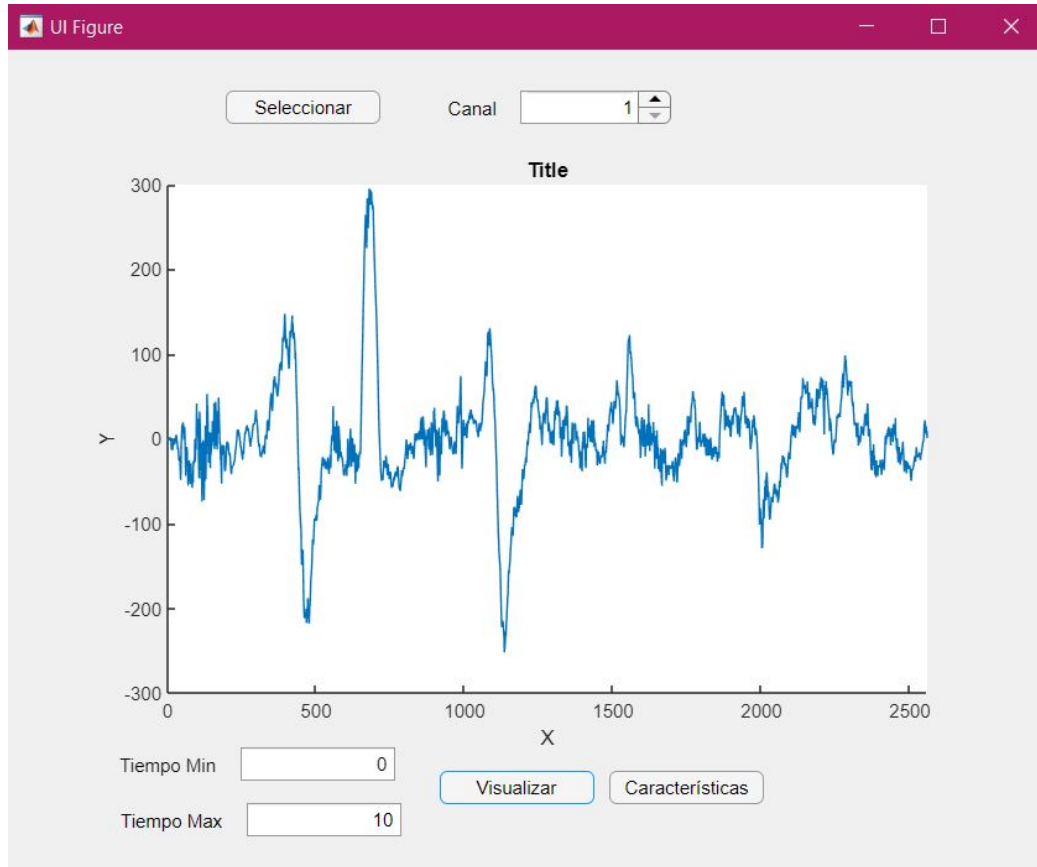 UI Figure
Seleccionar Canal 1
Title
300
200
100
0
-100
-200
-300
Y
0 500 1000 1500 2000 2500
X
Tiempo Min 0
Visualizar Características
Tiempo Max 10